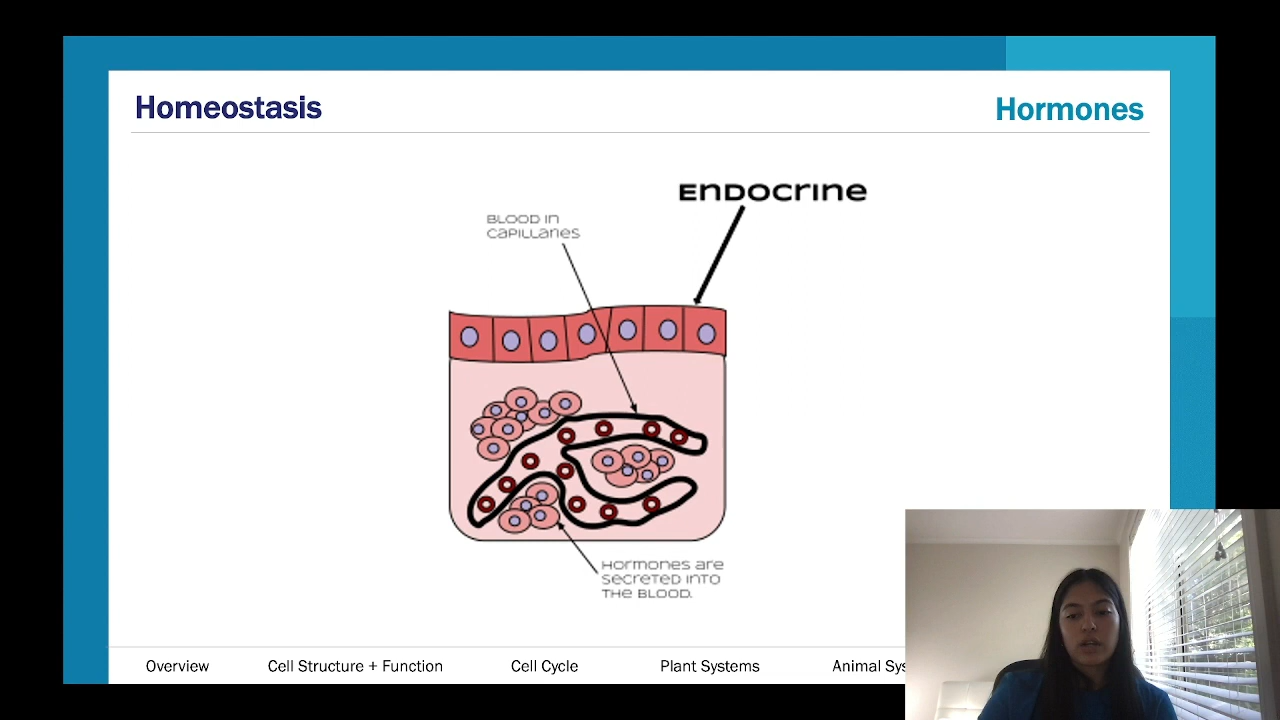 Homeostasis
Hormones
ENDOCRINE
BLOOD IN
CAPILLARIES
HORMONES ARE
SECRETED INTO
THE BLOOD.
Overview
Cell Structure + Function
Cell Cycle
Plant Systems
Animal Sys